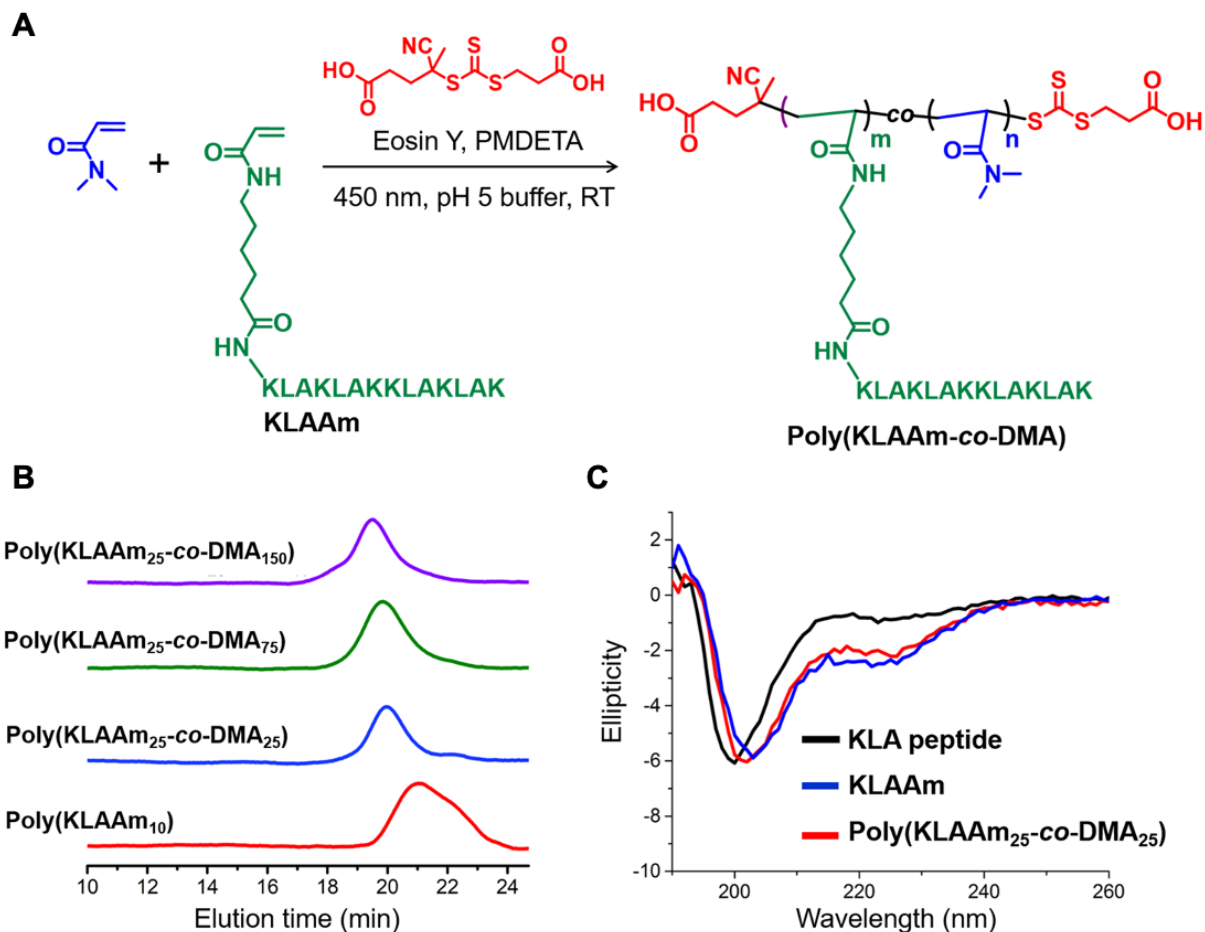 A
NC
S
O
HO
S
S
OH
O
O
N
+
O
NH
Eosin Y, PMDETA
450 nm, pH 5 buffer, RT
O
HN
KLAKLAKKLAKLAK
KLAAm
NC
HO
O
m
co
n
S
S
S
O
OH
O
NH
O
N
O
HN
KLAKLAKKLAKLAK
Poly(KLAAm-co-DMA)
B
Poly(KLAAm25-co-DMA150)
Poly(KLAAm25-co-DMA75)
Poly(KLAAm25-co-DMA25)
Poly(KLAAm10)
10 12 14 16 18 20 22 24
Elution time (min)
C
Ellipticity
2
0
-2
-4
-6
-8
-10
KLA peptide
KLAAm
Poly(KLAAm25-co-DMA25)
200 220 240 260
Wavelength (nm)